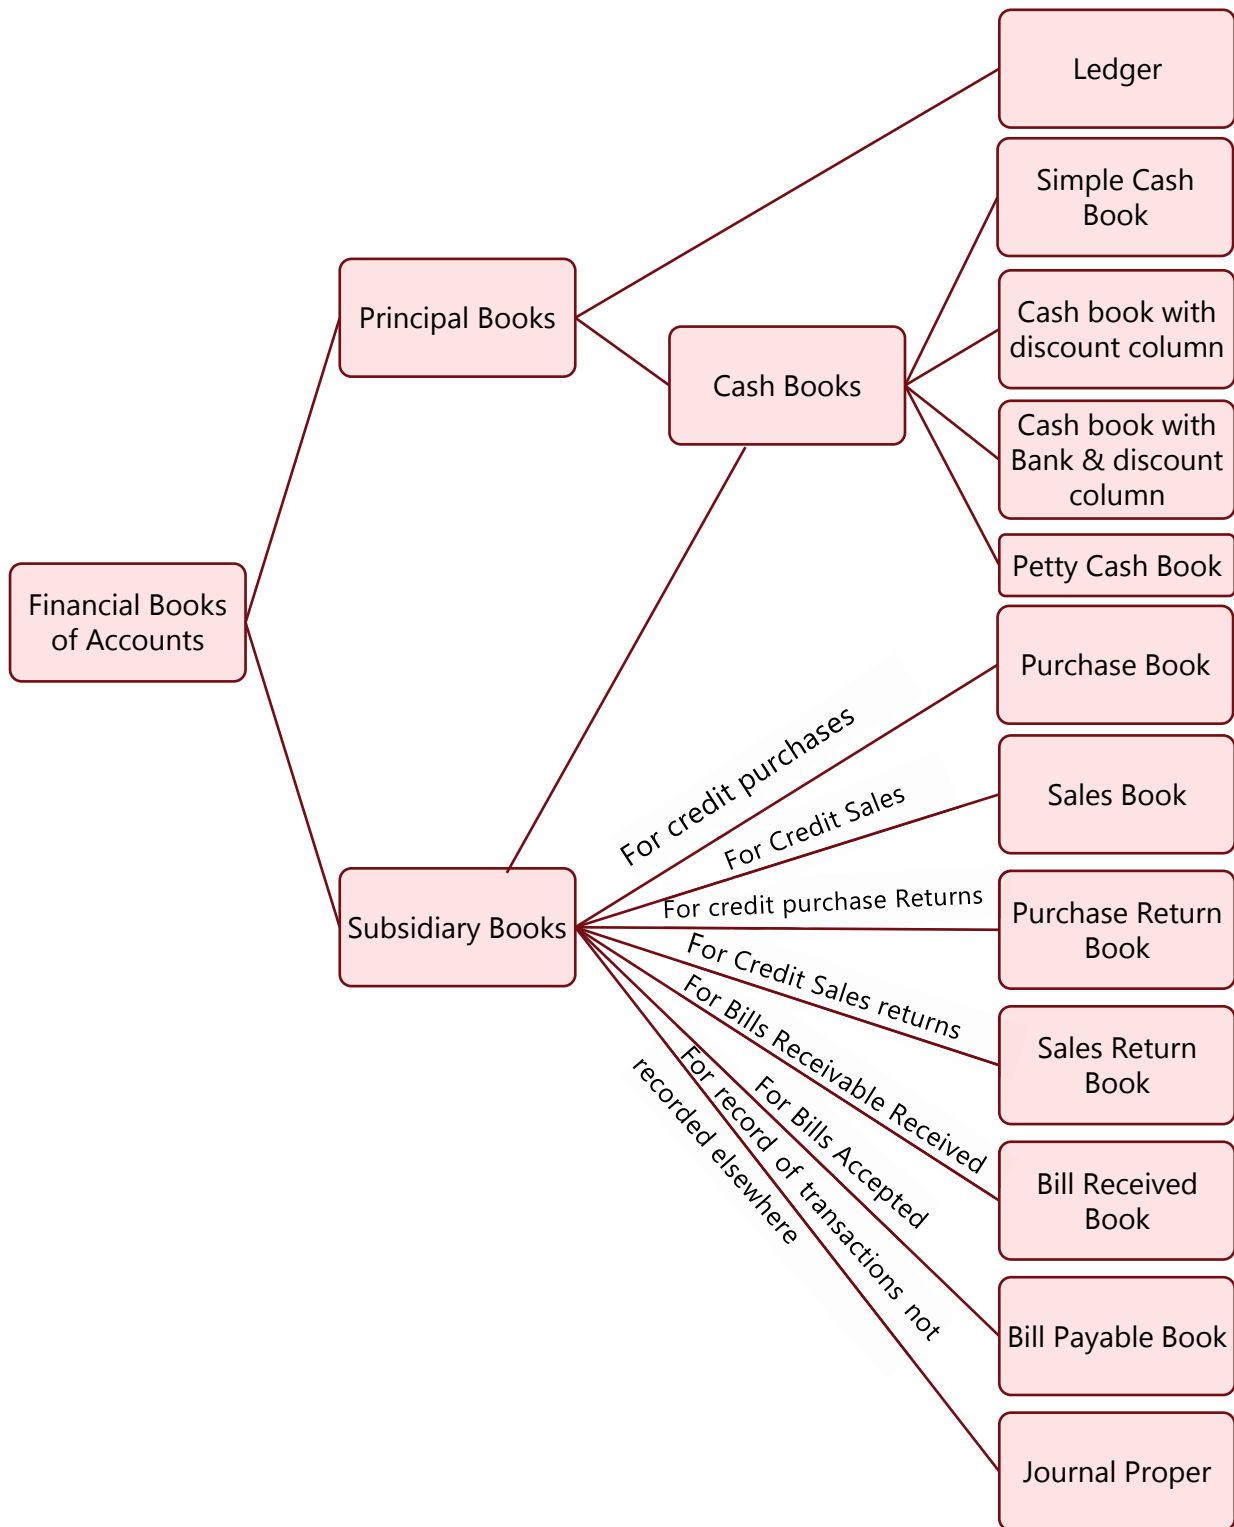 Ledger
Simple Cash
Book
Principal Books
Cash book with
discount column
Cash Books
Cash book with
Bank & discount
column
Petty Cash Book
Financial Books
of Accounts
Purchase Book
For credit purchases
Sales Book
For Credit Sales
Subsidiary Books
For credit purchase Returns
Purchase Return
Book
For Credit Sales returns
Sales Return
Book
For Bills Receivable Received
Bill Received
Book
For Bills Accepted
Bill Payable Book
For record of transactions not
recorded elsewhere
Journal Proper